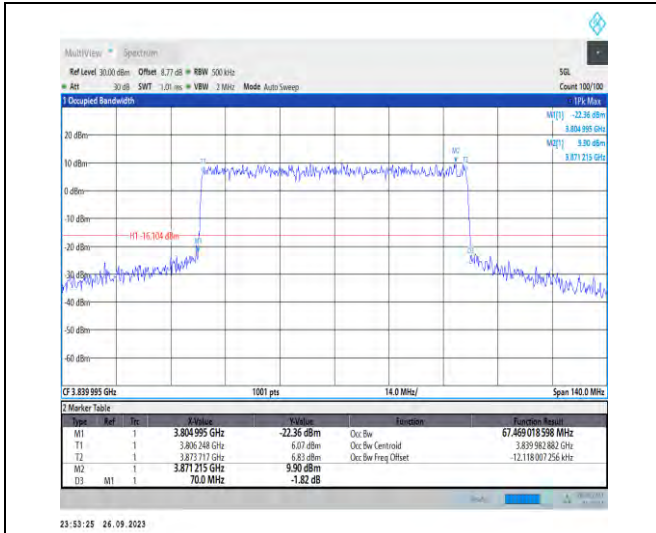 MultiView Spectrum
Ref Level 30.00 dBm Offset 8.77 dB RBW 500 kHz SGL
Att 30 dB SWT 1.01 ms VBW 2 MHz Mode Auto Sweep Count 100/100
1 Occupied Bandwidth 1Pk Max
M1[1] -22.36 dBm
3.804 995 GHz
M2[1] 9.90 dBm
3.871 215 GHz
20 dBm
M2
T1 T2
10 dBm
0 dBm
-10 dBm
H1 -16.104 dBm
M1
-20 dBm
D3
-30 dBm
-40 dBm
-50 dBm
-60 dBm
CF 3.839 995 GHz 1001 pts 14.0 MHz/ Span 140.0 MHz
2 Marker Table
Type Ref Trc X-Value Y-Value Function Function Result
M1 1 3.804 995 GHz -22.36 dBm Occ Bw 67.469 018 598 MHz
T1 1 3.806 248 GHz 6.07 dBm Occ Bw Centroid 3.839 982 882 GHz
T2 1 3.873 717 GHz 6.83 dBm Occ Bw Freq Offset -12.118 007 256 kHz
M2 1 3.871 215 GHz 9.90 dBm
D3 M1 1 70.0 MHz -1.82 dB
23:53:25 26.09.2023